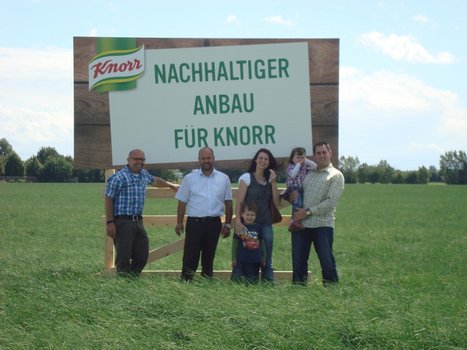 Knorr
NACHHALTIGER
ANBAU
FÜR KNORR